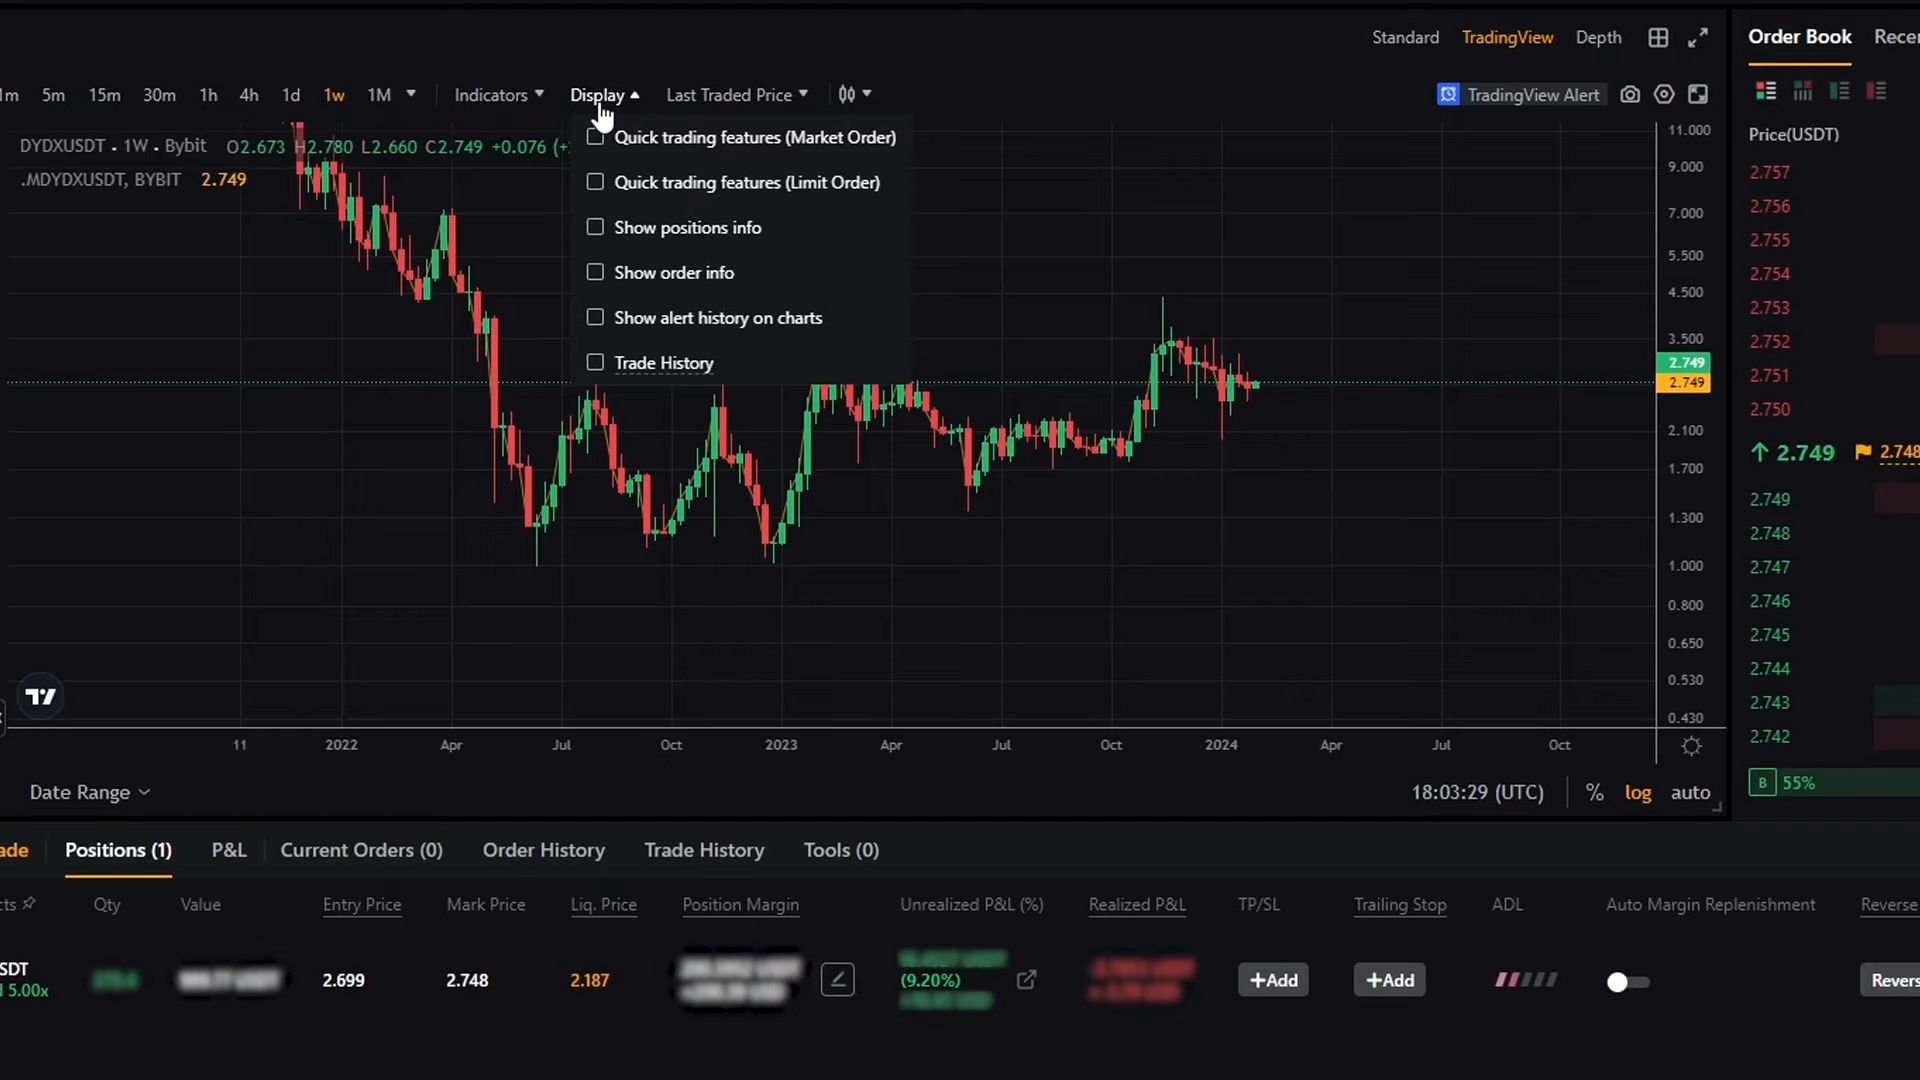 Standard TradingView Depth
Order Book
1m 5m 15m 30m 1h 4h 1d 1w 1M Indicators Display Last Traded Price TradingView Alert
DYDXUSDT · 1W · Bybit O2.673 H2.780 L2.660 C2.749 +0.076
.MDYDXUSDT, BYBIT 2.749
Quick trading features (Market Order)
Quick trading features (Limit Order)
Show positions info
Show order info
Show alert history on charts
Trade History
11.000
9.000
7.000
5.500
4.500
3.500
2.749
2.749
2.100
1.700
1.300
1.000
0.800
0.650
0.530
0.430
11 2022 Apr Jul Oct 2023 Apr Jul Oct 2024 Apr Jul Oct
Date Range 18:03:29 (UTC) % log auto
Price(USDT)
2.757
2.756
2.755
2.754
2.753
2.752
2.751
2.750
2.749 2.748
2.749
2.748
2.747
2.746
2.745
2.744
2.743
2.742
B 55%
Positions (1) P&L Current Orders (0) Order History Trade History Tools (0)
Qty Value Entry Price Mark Price Liq. Price Position Margin Unrealized P&L (%) Realized P&L TP/SL Trailing Stop ADL Auto Margin Replenishment Reverse
SDT
5.00x 2.699 2.748 2.187 (9.20%) +Add +Add